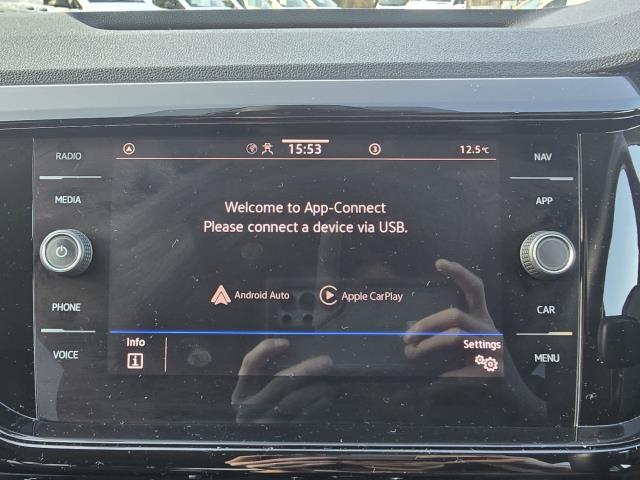 RADIO
MEDIA
PHONE
VOICE
15:53
3
12.5°C
Welcome to App-Connect
Please connect a device via USB.
Android Auto
Apple CarPlay
Info
Settings
NAV
APP
CAR
MENU